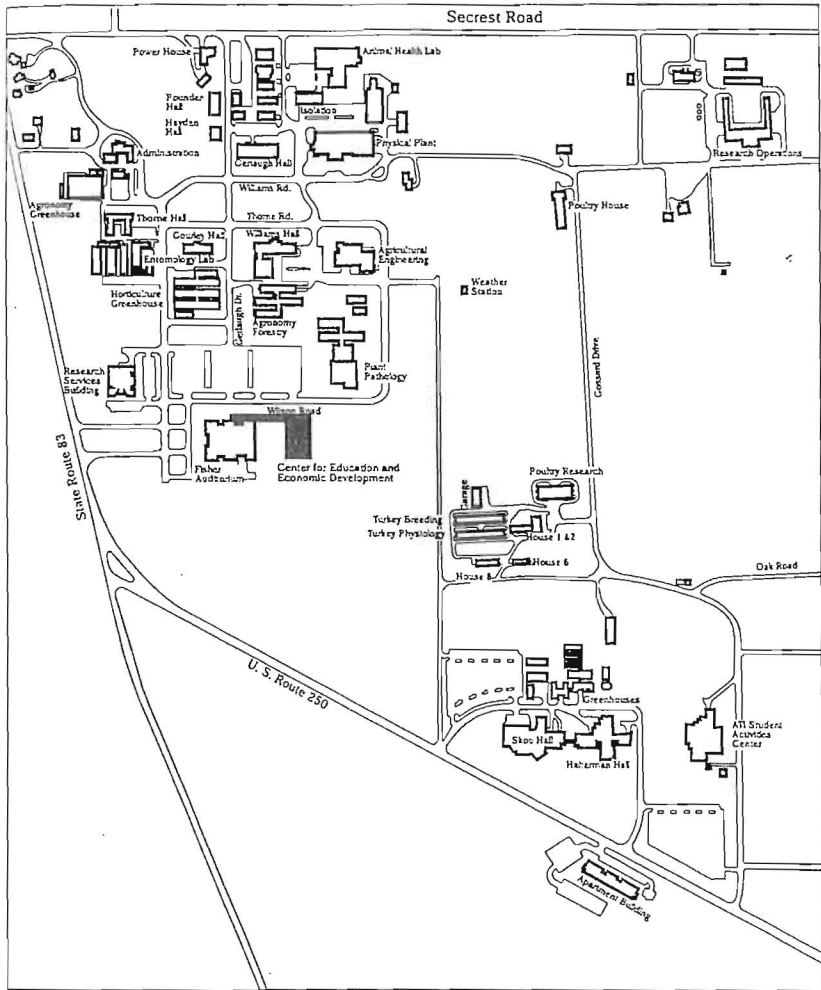 Secrest Road
Power House
Animal Health Lab
Pounder
Hall
Isolation
Hayden
Hall
Physical Plant
Administration
Gerlaugh Hall
Research Operations
Williams Rd.
Agronomy
Greenhouse
Thorne Hall
Thorne Rd.
Poultry House
Gourley Hall
Williams Hall
Entomology Lab
Agricultural
Engineering
Weather
Station
Horticulture
Greenhouse
Gerlaugh Dr.
Agronomy
Forestry
Gossard Drive
Research
Services
Building
Plant
Pathology
Wilson Road
State Route 83
Fisher
Auditorium
Center for Education and
Economic Development
Poultry Research
Garage
Turkey Breeding
Turkey Physiology
House 1 & 2
House 6
House 8
Oak Road
U. S. Route 250
Greenhouses
Skou Hall
Halterman Hall
ATI Student
Activities
Center
Apartment Building